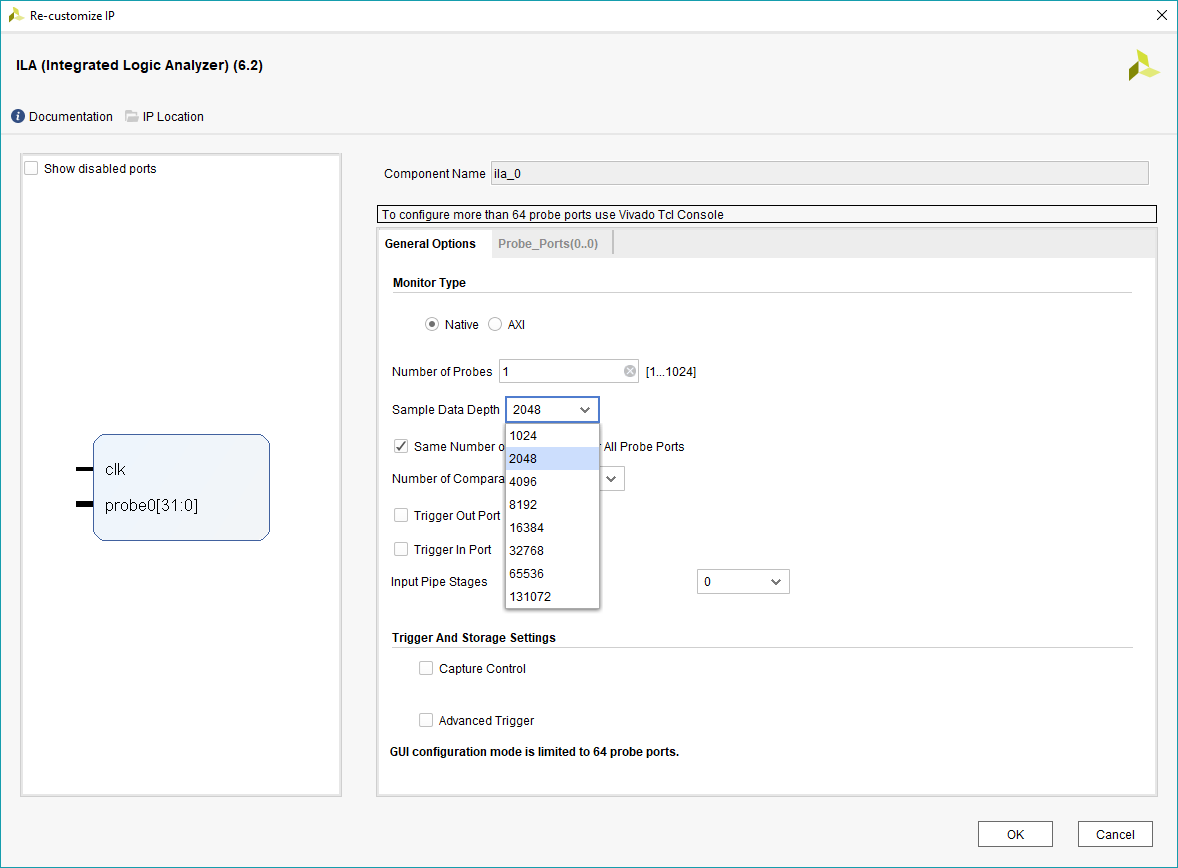 Re-customize IP
ILA (Integrated Logic Analyzer) (6.2)
Documentation IP Location
Show disabled ports
clk
probe0[31:0]
Component Name ila_0
To configure more than 64 probe ports use Vivado Tcl Console
General Options Probe_Ports(0..0)
Monitor Type
Native AXI
Number of Probes 1 [1...1024]
Sample Data Depth 2048
1024
2048
4096
8192
16384
32768
65536
131072
Same Number o All Probe Ports
Number of Compara
Trigger Out Port
Trigger In Port
Input Pipe Stages 0
Trigger And Storage Settings
Capture Control
Advanced Trigger
GUI configuration mode is limited to 64 probe ports.
OK Cancel